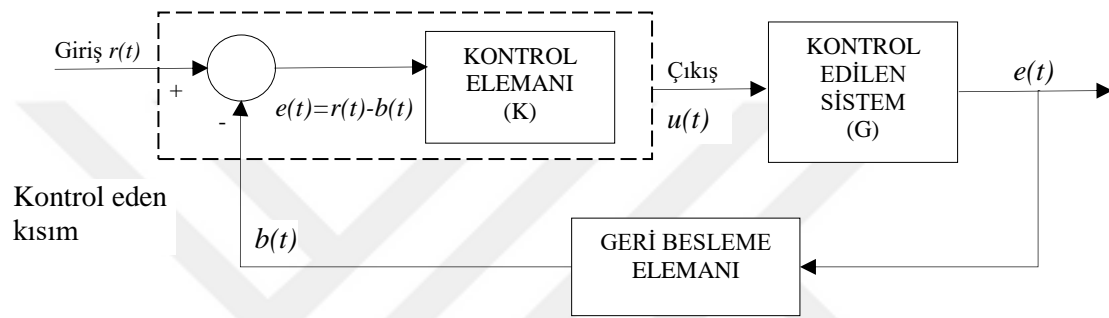 Giriş r(t)
+
-
e(t)=r(t)-b(t)
KONTROL
ELEMANI
(K)
Çıkış
u(t)
KONTROL
EDİLEN
SİSTEM
(G)
e(t)
Kontrol eden
kısım
b(t)
GERİ BESLEME
ELEMANI